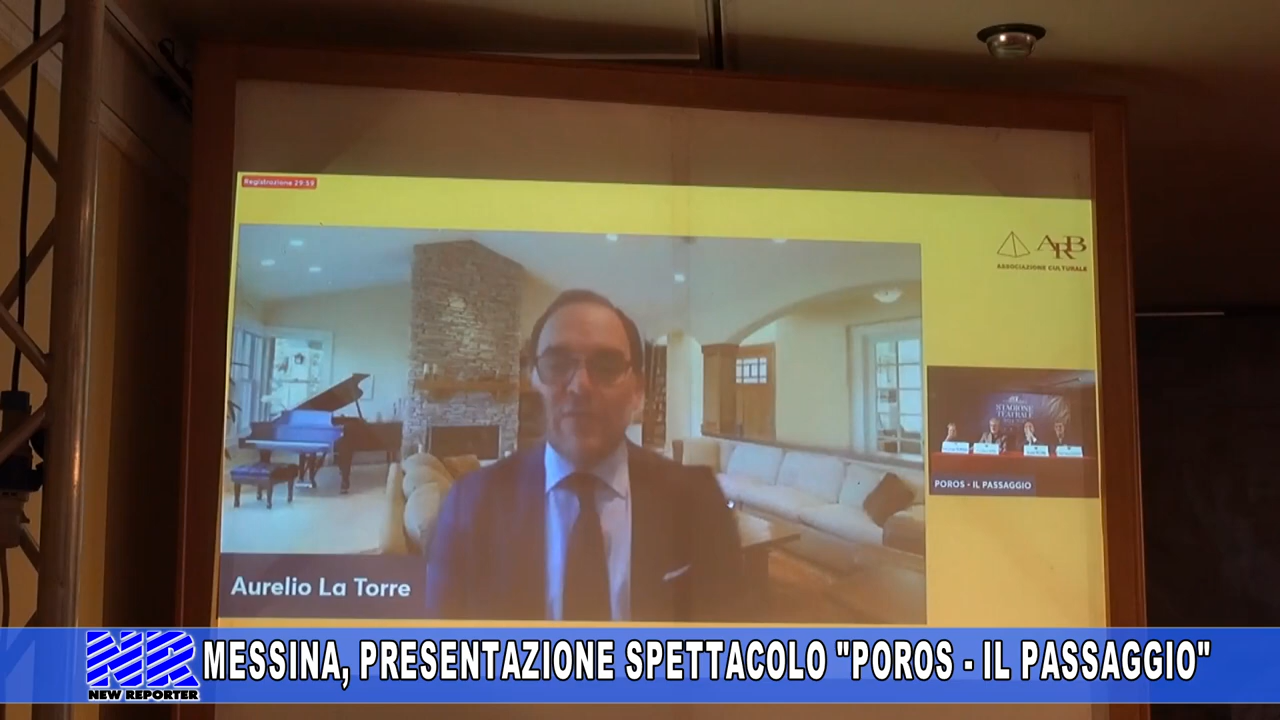 Registrazione 29:39
ARB
ASSOCIAZIONE CULTURALE
STAGIONE
TEATRALE
POROS - IL PASSAGGIO
Aurelio La Torre
NR
NEW REPORTER
MESSINA, PRESENTAZIONE SPETTACOLO "POROS - IL PASSAGGIO"